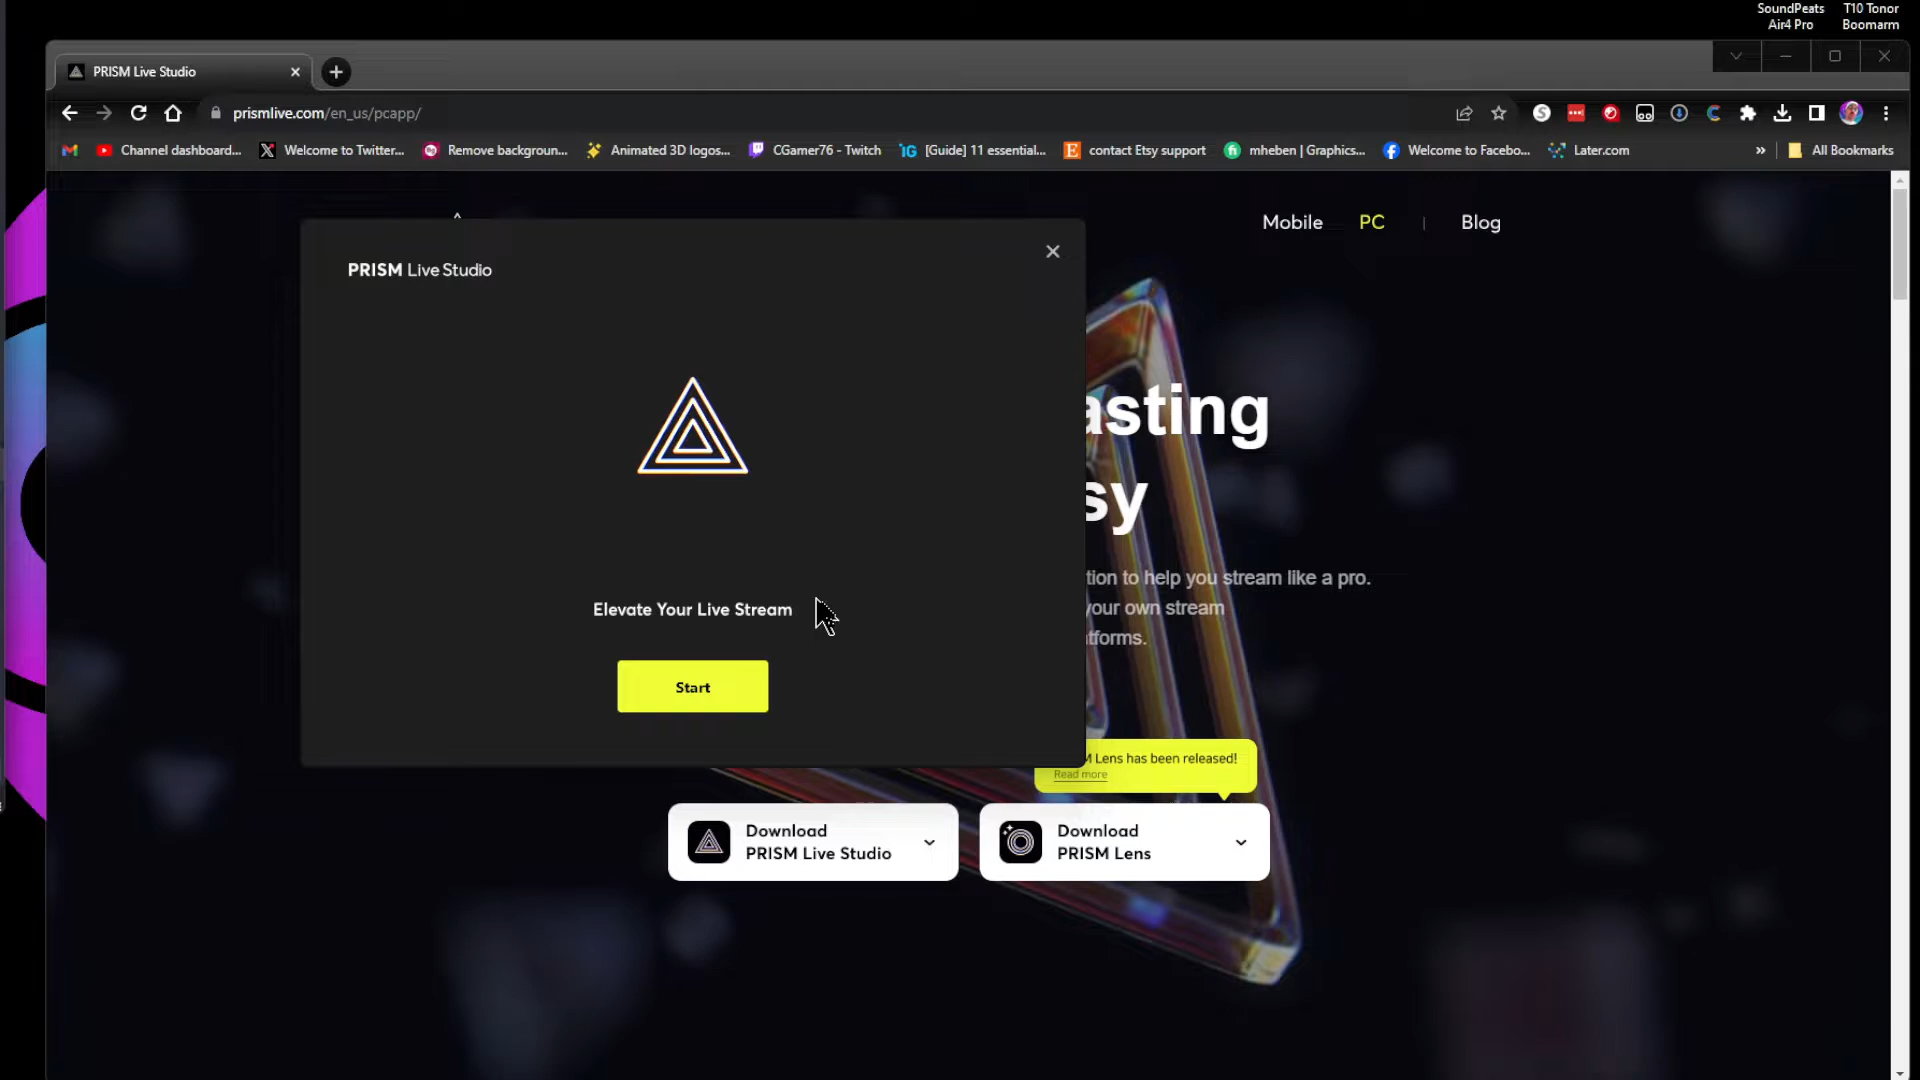 SoundPeats
Air4 Pro
T10 Tonor
Boomarm
PRISM Live Studio
prismlive.com/en_us/pcapp/
Channel dashboard...
Welcome to Twitter...
Remove backgroun...
Animated 3D logos...
CGamer76 - Twitch
[Guide] 11 essential...
contact Etsy support
mheben | Graphics...
Welcome to Facebo...
Later.com
» All Bookmarks
Mobile PC | Blog
PRISM Live Studio
asting
sy
tion to help you stream like a pro.
your own stream
tforms.
Elevate Your Live Stream
Start
M Lens has been released!
Read more
Download
PRISM Live Studio
Download
PRISM Lens